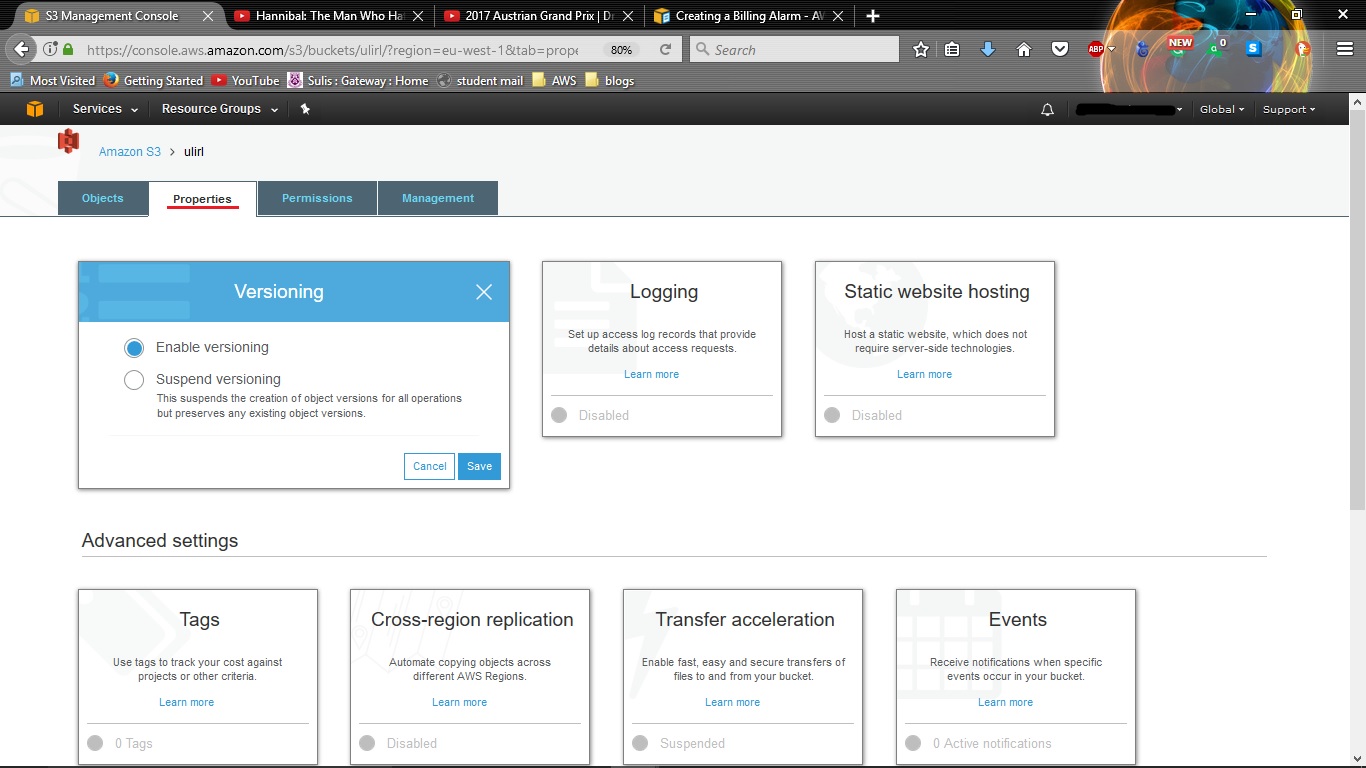 S3 Management Console
Hannibal: The Man Who Ha
2017 Austrian Grand Prix | Dr
Creating a Billing Alarm - AW
https://console.aws.amazon.com/s3/buckets/ulirl/?region=eu-west-1&tab=prope
80%
Search
ABP
NEW
0
S
Most Visited
Getting Started
YouTube
Sulis : Gateway : Home
student mail
AWS
blogs
Services
Resource Groups
Global
Support
Amazon S3 > ulirl
Objects
Properties
Permissions
Management
Versioning
Enable versioning
Suspend versioning
This suspends the creation of object versions for all operations
but preserves any existing object versions.
Cancel
Save
Logging
Set up access log records that provide
details about access requests.
Learn more
Disabled
Static website hosting
Host a static website, which does not
require server-side technologies.
Learn more
Disabled
Advanced settings
Tags
Use tags to track your cost against
projects or other criteria.
Learn more
0 Tags
Cross-region replication
Automate copying objects across
different AWS Regions.
Learn more
Disabled
Transfer acceleration
Enable fast, easy and secure transfers of
files to and from your bucket.
Learn more
Suspended
Events
Receive notifications when specific
events occur in your bucket.
Learn more
0 Active notifications